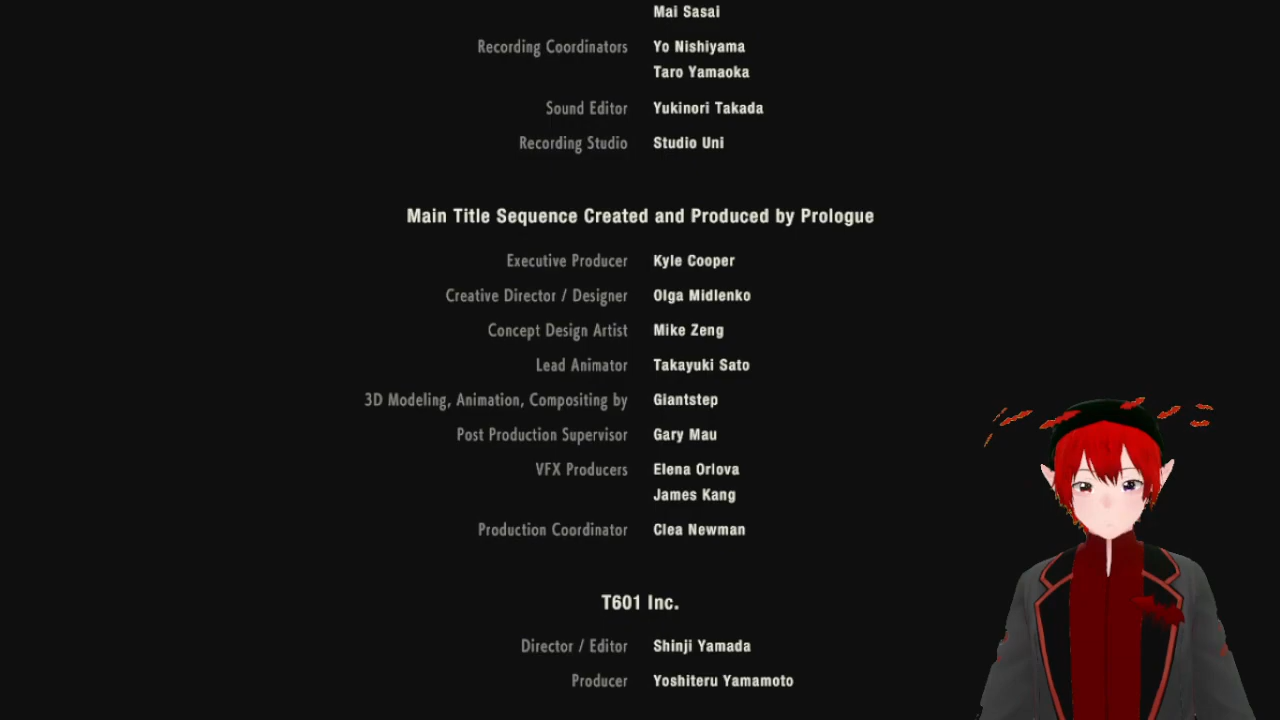 Mai Sasai
Recording Coordinators Yo Nishiyama
Taro Yamaoka
Sound Editor Yukinori Takada
Recording Studio Studio Uni
Main Title Sequence Created and Produced by Prologue
Executive Producer Kyle Cooper
Creative Director / Designer Olga Midlenko
Concept Design Artist Mike Zeng
Lead Animator Takayuki Sato
3D Modeling, Animation, Compositing by Giantstep
Post Production Supervisor Gary Mau
VFX Producers Elena Orlova
James Kang
Production Coordinator Clea Newman
T601 Inc.
Director / Editor Shinji Yamada
Producer Yoshiteru Yamamoto